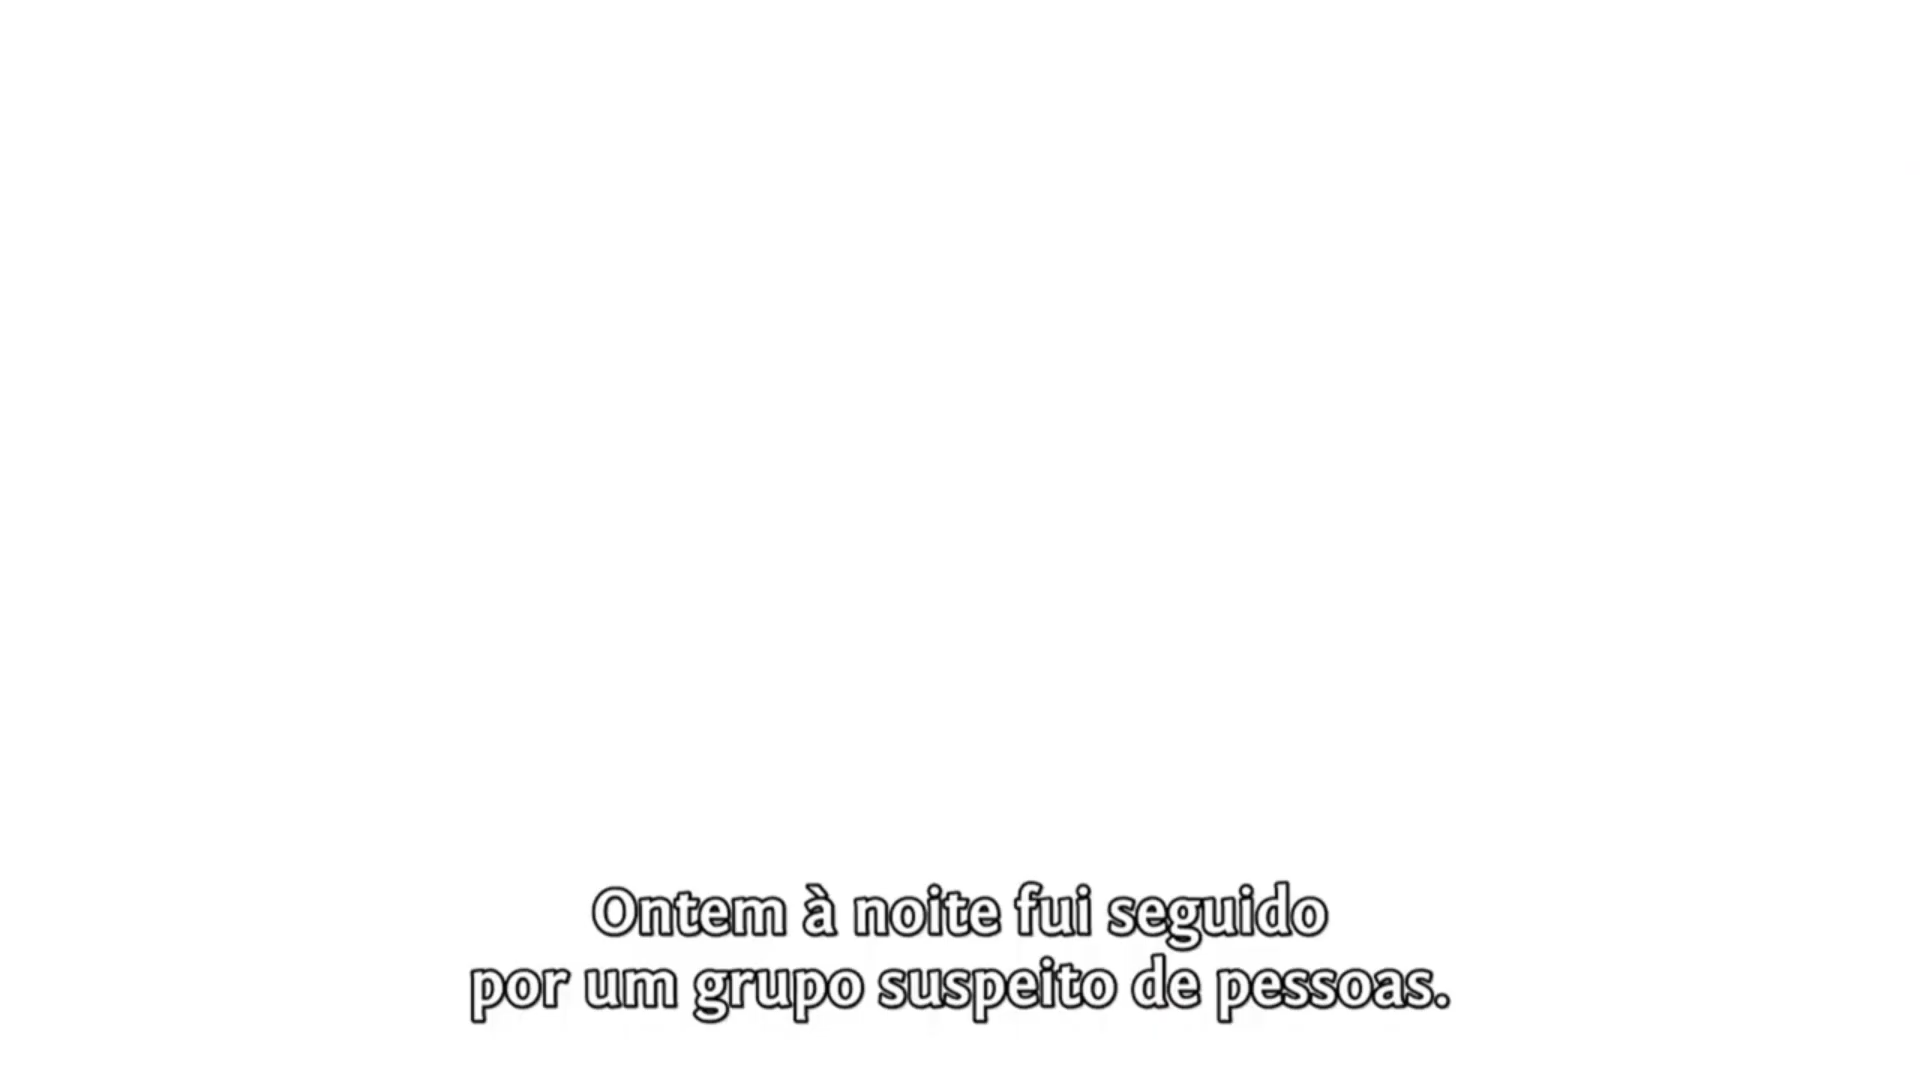 Ontem à noite fui seguido
por um grupo suspeito de pessoas.